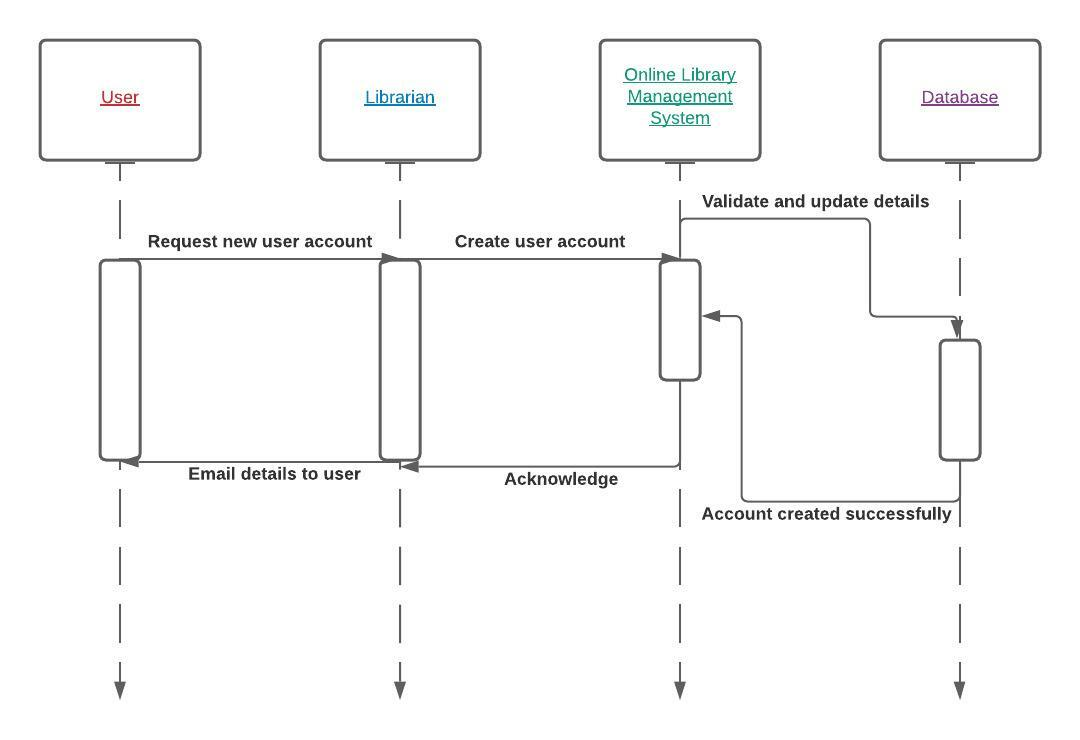 User
Librarian
Online Library
Management
System
Database
Validate and update details
Request new user account
Create user account
Email details to user
Acknowledge
Account created successfully